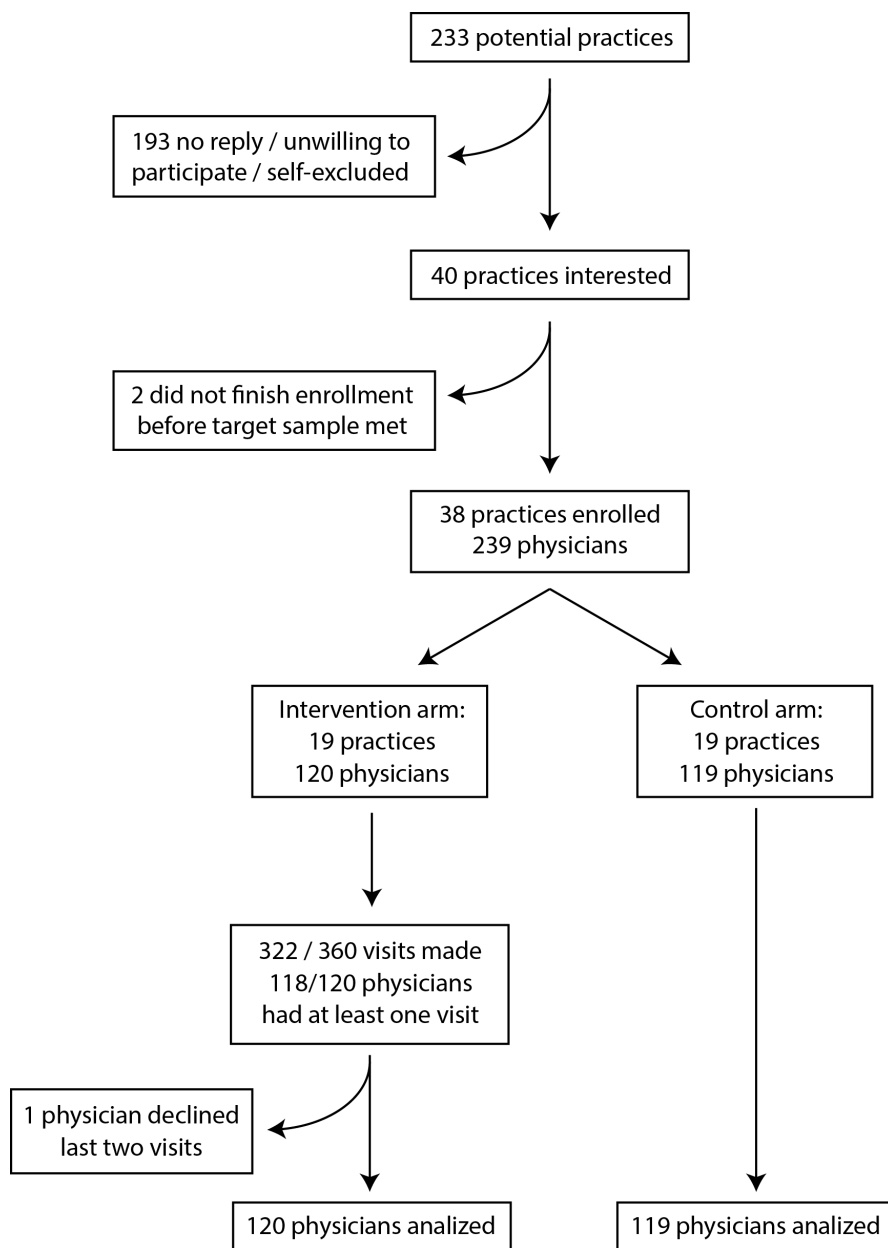 233 potential practices
193 no reply / unwilling to
participate / self-excluded
40 practices interested
2 did not finish enrollment
before target sample met
38 practices enrolled
239 physicians
Intervention arm:
19 practices
120 physicians
Control arm:
19 practices
119 physicians
322 / 360 visits made
118/120 physicians
had at least one visit
1 physician declined
last two visits
120 physicians analized
119 physicians analized